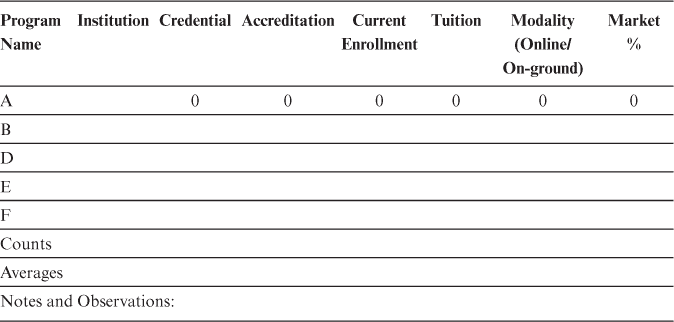 Program Institution Credential Accreditation Current Tuition Modality Market
Name Enrollment (Online/ %
On-ground)
A 0 0 0 0 0 0
B
D
E
F
Counts
Averages
Notes and Observations: